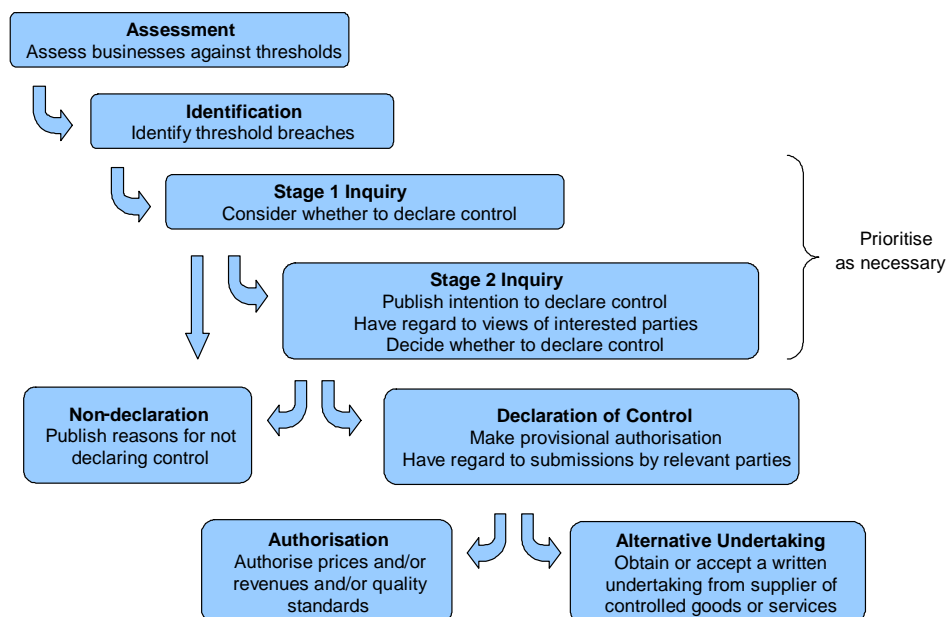 Assessment
Assess businesses against thresholds
Identification
Identify threshold breaches
Stage 1 Inquiry
Consider whether to declare control
Prioritise
as necessary
Stage 2 Inquiry
Publish intention to declare control
Have regard to views of interested parties
Decide whether to declare control
Non-declaration
Publish reasons for not
declaring control
Declaration of Control
Make provisional authorisation
Have regard to submissions by relevant parties
Authorisation
Authorise prices and/or
revenues and/or quality
standards
Alternative Undertaking
Obtain or accept a written
undertaking from supplier of
controlled goods or services